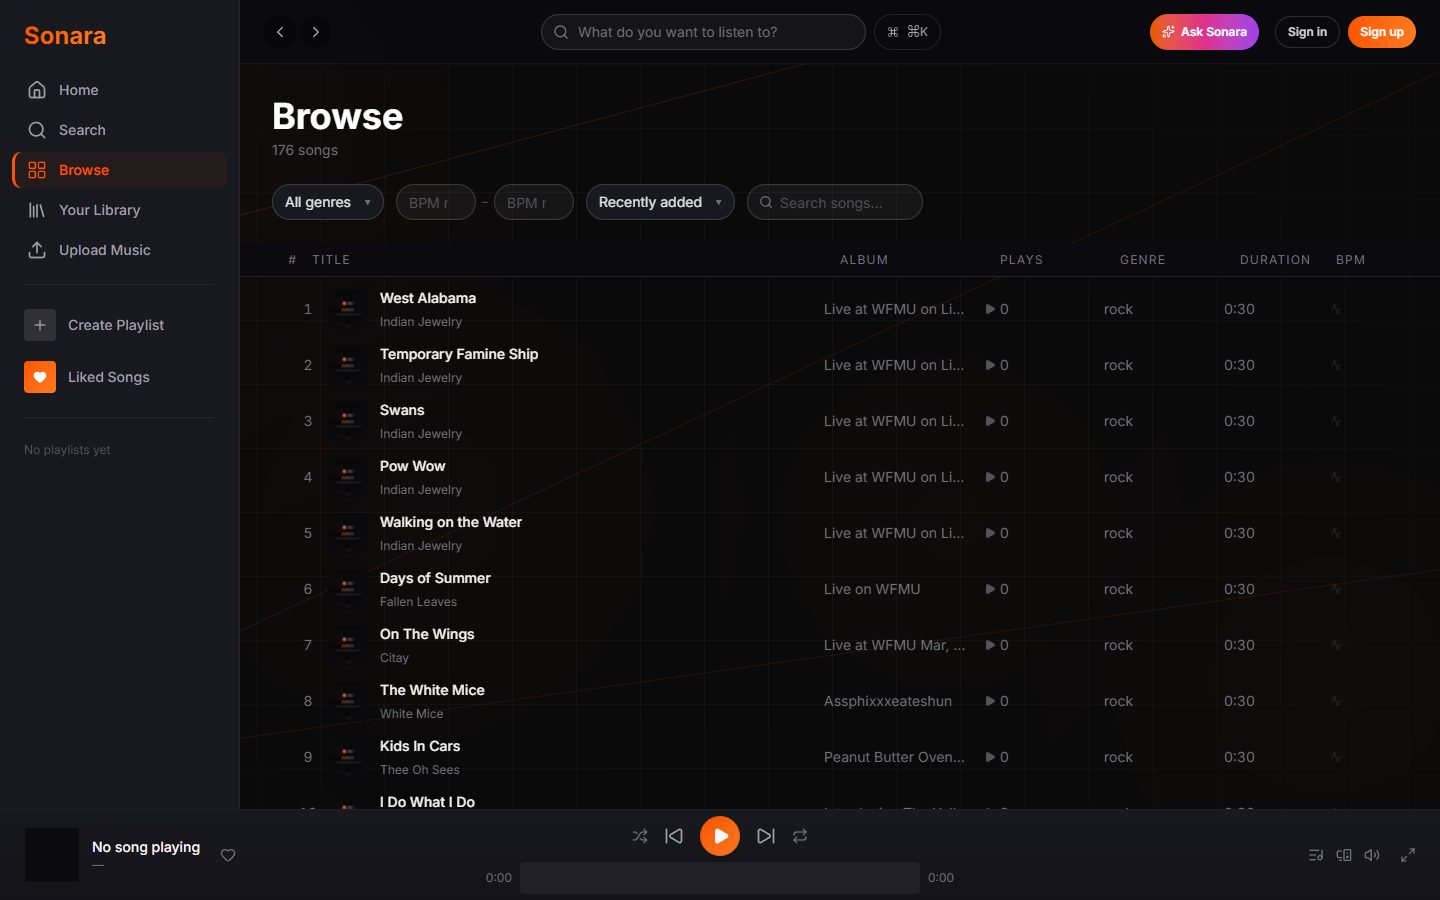 Sonara
Home
Search
Browse
Your Library
Upload Music
Create Playlist
Liked Songs
No playlists yet
What do you want to listen to?
⌘ ⌘K
Ask Sonara
Sign in
Sign up
Browse
176 songs
All genres
BPM
–
BPM
Recently added
Search songs...
# TITLE ALBUM PLAYS GENRE DURATION BPM
1 West Alabama Live at WFMU on Li... 0 rock 0:30
Indian Jewelry
2 Temporary Famine Ship Live at WFMU on Li... 0 rock 0:30
Indian Jewelry
3 Swans Live at WFMU on Li... 0 rock 0:30
Indian Jewelry
4 Pow Wow Live at WFMU on Li... 0 rock 0:30
Indian Jewelry
5 Walking on the Water Live at WFMU on Li... 0 rock 0:30
Indian Jewelry
6 Days of Summer Live on WFMU 0 rock 0:30
Fallen Leaves
7 On The Wings Live at WFMU Mar, ... 0 rock 0:30
Citay
8 The White Mice Assphixxxeateshun 0 rock 0:30
White Mice
9 Kids In Cars Peanut Butter Oven... 0 rock 0:30
Thee Oh Sees
I Do What I Do
No song playing
—
0:00
0:00